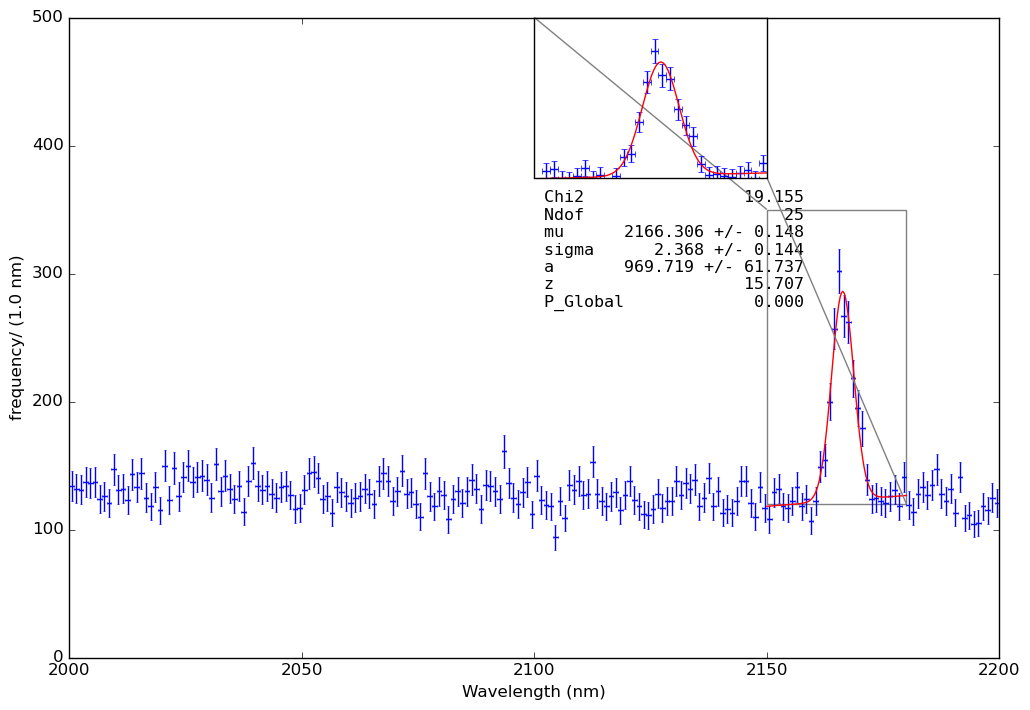 500
400
300
200
100
0
frequency/ (1.0 nm)
Chi2 19.155
Ndof 25
mu 2166.306 +/- 0.148
sigma 2.368 +/- 0.144
a 969.719 +/- 61.737
z 15.707
P_Global 0.000
2000 2050 2100 2150 2200
Wavelength (nm)